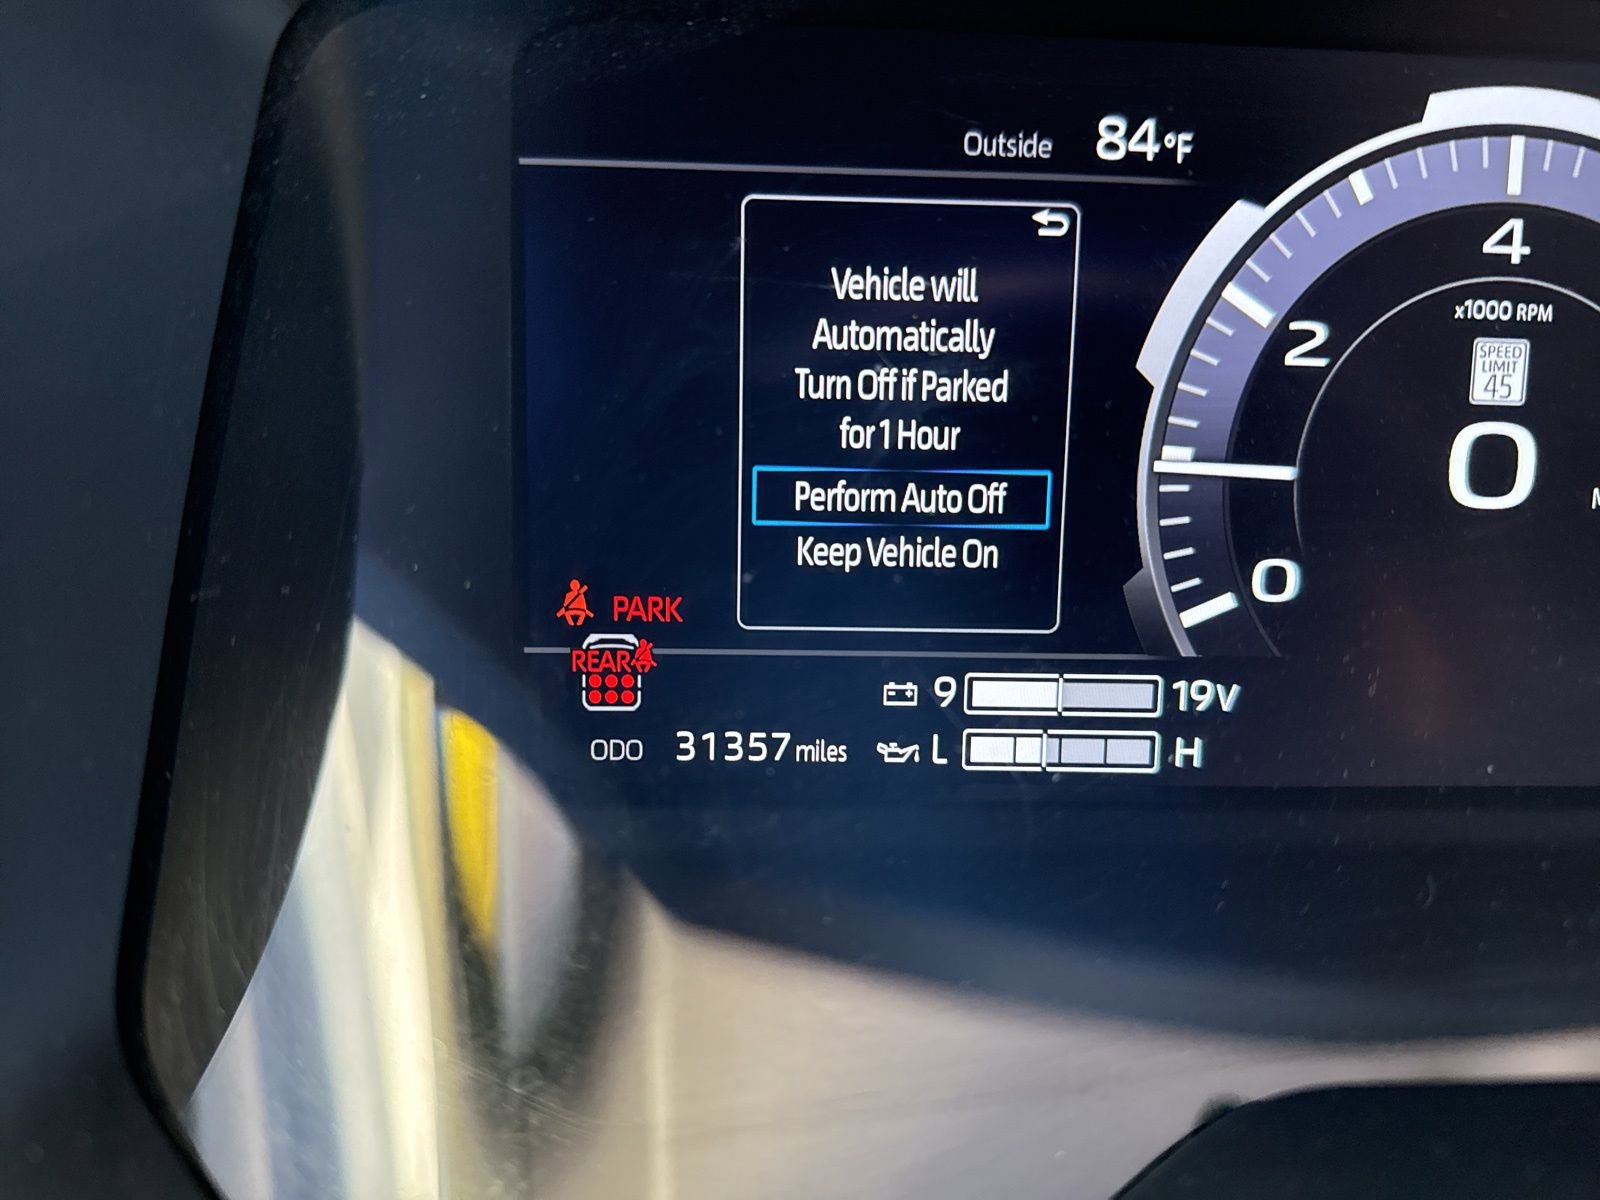 Outside 84°F
Vehicle will
Automatically
Turn Off if Parked
for 1 Hour
Perform Auto Off
Keep Vehicle On
PARK
REAR
9 19V
ODO 31357 miles L H
4
x1000 RPM
2
SPEED
LIMIT
45
0
0